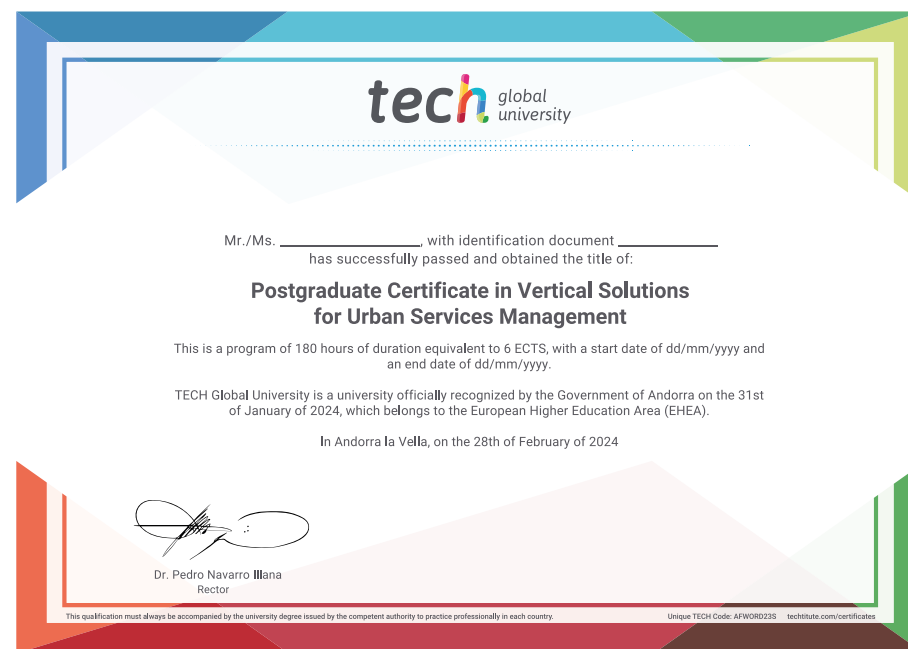 tech global university
Mr./Ms. ____________, with identification document ____________
has successfully passed and obtained the title of:
Postgraduate Certificate in Vertical Solutions
for Urban Services Management
This is a program of 180 hours of duration equivalent to 6 ECTS, with a start date of dd/mm/yyyy and
an end date of dd/mm/yyyy.
TECH Global University is a university officially recognized by the Government of Andorra on the 31st
of January of 2024, which belongs to the European Higher Education Area (EHEA).
In Andorra la Vella, on the 28th of February of 2024
Dr. Pedro Navarro Illana
Rector
This qualification must always be accompanied by the university degree issued by the competent authority to practice professionally in each country.
Unique TECH Code: AFWORD23S techtitute.com/certificates